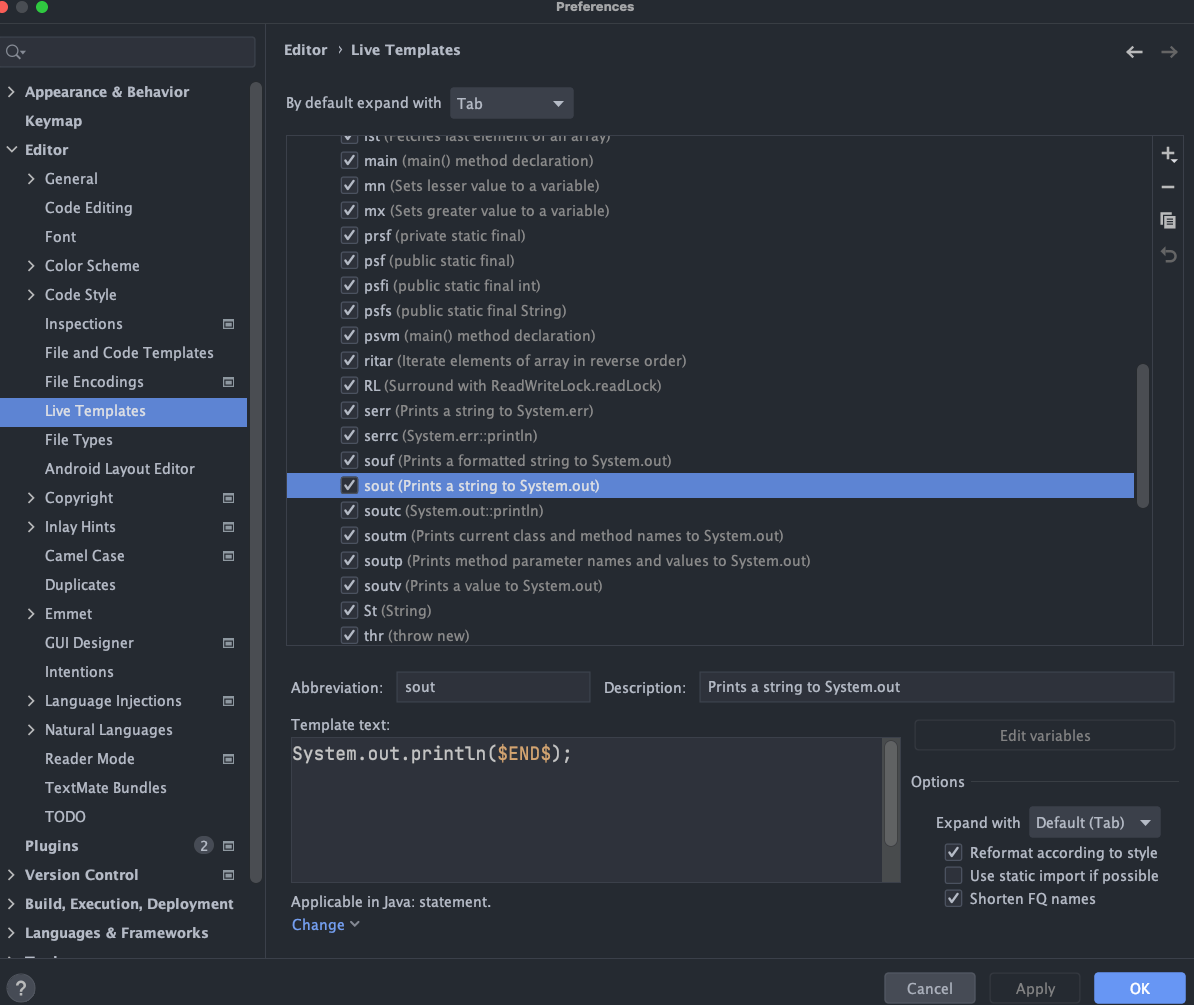 Preferences
Editor › Live Templates
By default expand with Tab
Appearance & Behavior
Keymap
Editor
General
Code Editing
Font
Color Scheme
Code Style
Inspections
File and Code Templates
File Encodings
Live Templates
File Types
Android Layout Editor
Copyright
Inlay Hints
Camel Case
Duplicates
Emmet
GUI Designer
Intentions
Language Injections
Natural Languages
Reader Mode
TextMate Bundles
TODO
Plugins 2
Version Control
Build, Execution, Deployment
Languages & Frameworks
lst (Fetches last element of an array)
main (main() method declaration)
mn (Sets lesser value to a variable)
mx (Sets greater value to a variable)
prsf (private static final)
psf (public static final)
psfi (public static final int)
psfs (public static final String)
psvm (main() method declaration)
ritar (Iterate elements of array in reverse order)
RL (Surround with ReadWriteLock.readLock)
serr (Prints a string to System.err)
serrc (System.err::println)
souf (Prints a formatted string to System.out)
sout (Prints a string to System.out)
soutc (System.out::println)
soutm (Prints current class and method names to System.out)
soutp (Prints method parameter names and values to System.out)
soutv (Prints a value to System.out)
St (String)
thr (throw new)
Abbreviation: sout Description: Prints a string to System.out
Template text:
System.out.println($END$);
Edit variables
Options
Expand with Default (Tab)
Reformat according to style
Use static import if possible
Shorten FQ names
Applicable in Java: statement.
Change
? Cancel Apply OK